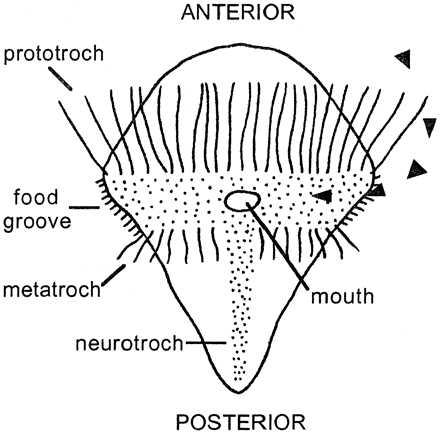 ANTERIOR
prototroch
food
groove
metatroch
mouth
neurotroch
POSTERIOR